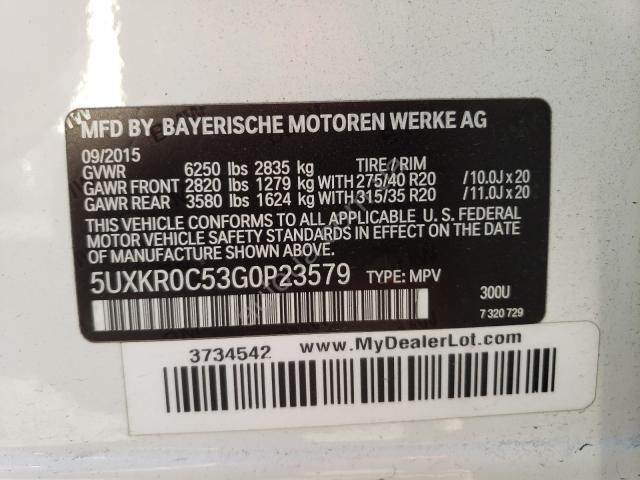 MFD BY BAYERISCHE MOTOREN WERKE AG
09/2015
GVWR 6250 lbs 2835 kg TIRE/RIM
GAWR FRONT 2820 lbs 1279 kg WITH 275/40 R20 /10.0J x 20
GAWR REAR 3580 lbs 1624 kg WITH 315/35 R20 /11.0J x 20
THIS VEHICLE CONFORMS TO ALL APPLICABLE U. S. FEDERAL
MOTOR VEHICLE SAFETY STANDARDS IN EFFECT ON THE DATE
OF MANUFACTURE SHOWN ABOVE.
5UXKR0C53G0P23579 TYPE: MPV
300U
7 320 729
3734542 www.MyDealerLot.com